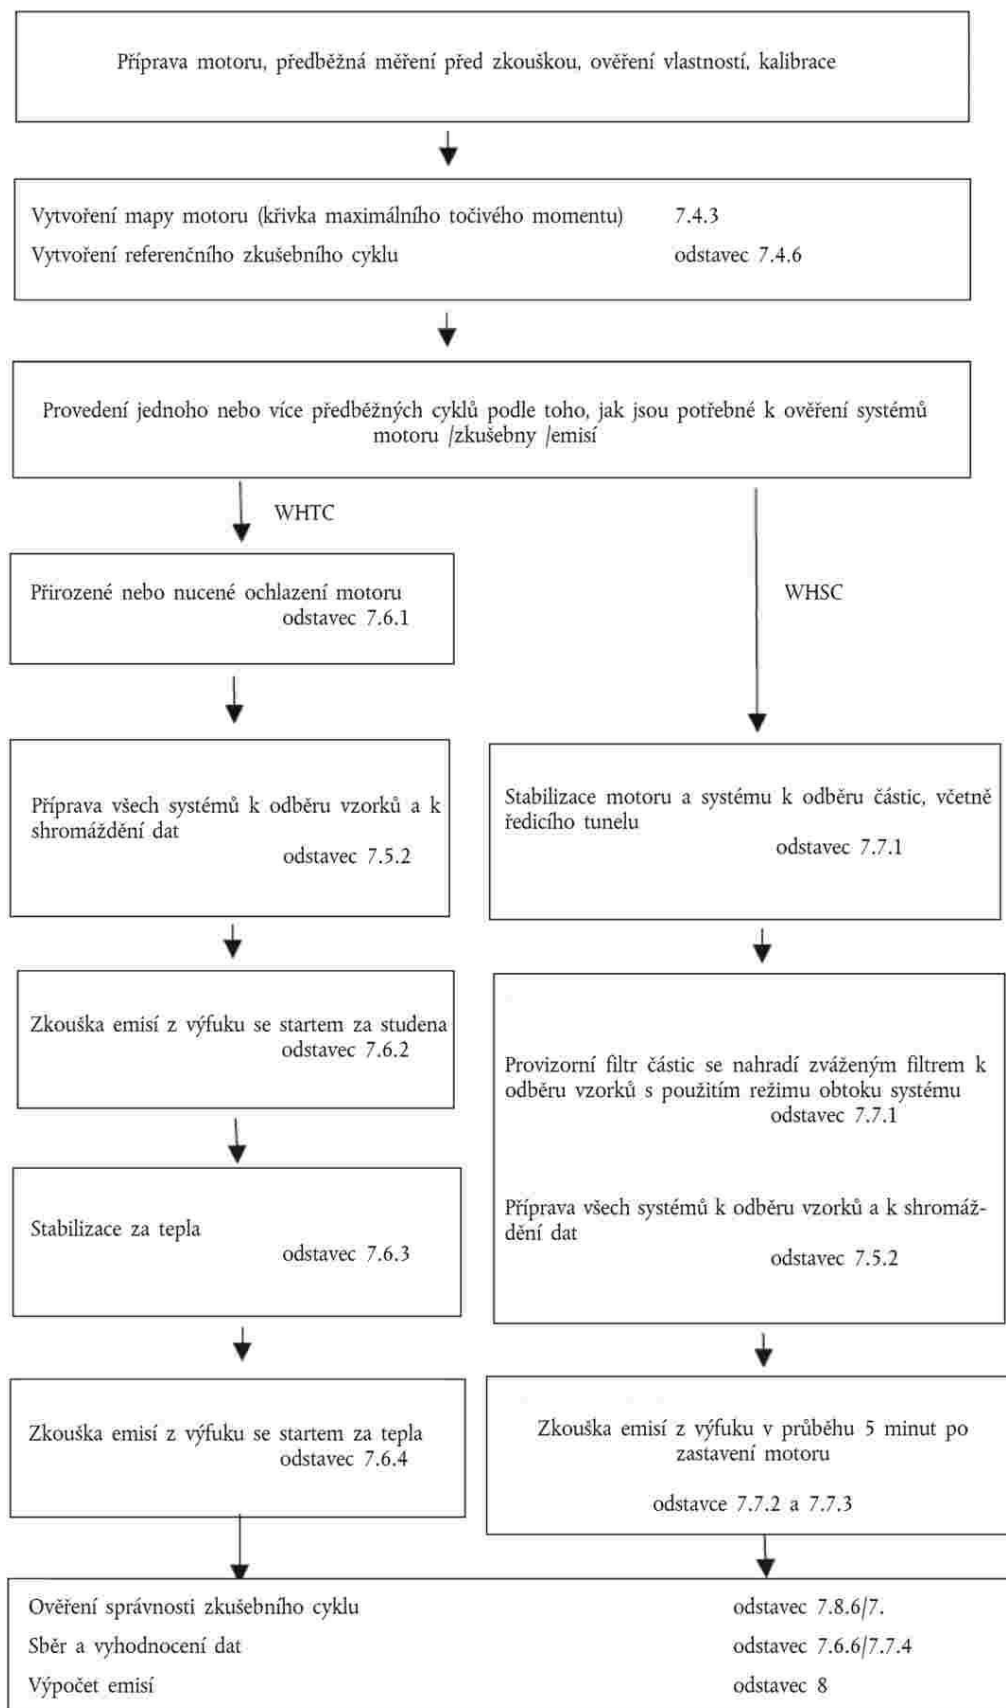 Příprava motoru, předběžná měření před zkouškou, ověření vlastností, kalibrace
Vytvoření mapy motoru (křivka maximálního točivého momentu) 7.4.3
Vytvoření referenčního zkušebního cyklu odstavec 7.4.6
Provedení jednoho nebo více předběžných cyklů podle toho, jak jsou potřebné k ověření systémů
motoru /zkušebny /emisí
WHTC
WHSC
Přirozené nebo nucené ochlazení motoru
odstavec 7.6.1
Příprava všech systémů k odběru vzorků a k
shromáždění dat
odstavec 7.5.2
Zkouška emisí z výfuku se startem za studena
odstavec 7.6.2
Stabilizace za tepla
odstavec 7.6.3
Zkouška emisí z výfuku se startem za tepla
odstavec 7.6.4
Stabilizace motoru a systému k odběru částic, včetně
ředicího tunelu
odstavec 7.7.1
Provizorní filtr částic se nahradí zváženým filtrem k
odběru vzorků s použitím režimu obtoku systému
odstavec 7.7.1
Příprava všech systémů k odběru vzorků a k shromáž-
dění dat
odstavec 7.5.2
Zkouška emisí z výfuku v průběhu 5 minut po
zastavení motoru
odstavce 7.7.2 a 7.7.3
Ověření správnosti zkušebního cyklu odstavec 7.8.6/7.
Sběr a vyhodnocení dat odstavec 7.6.6/7.7.4
Výpočet emisí odstavec 8